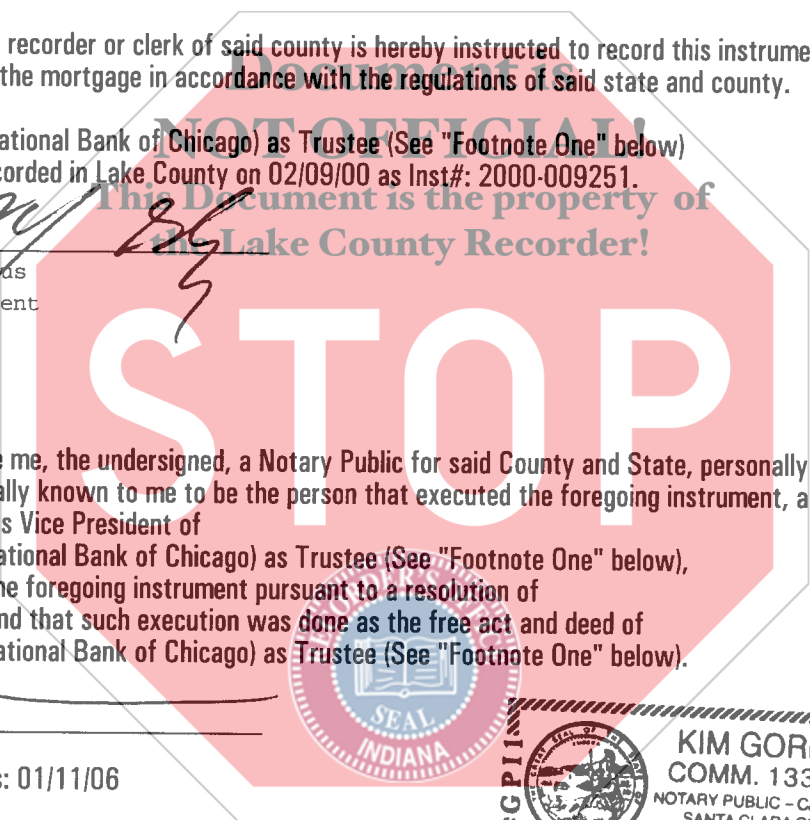 recorder or clerk of said county is hereby instructed to record this instrume
Document is
the mortgage in accordance with the regulations of said state and county.
NOT OFFICIAL!
ational Bank of Chicago) as Trustee (See "Footnote One" below)
corded in Lake County on 02/09/00 as Inst#: 2000-009251.
This Document is the property of
the Lake County Recorder!
us
ent
STOP
e me, the undersigned, a Notary Public for said County and State, personally
ally known to me to be the person that executed the foregoing instrument, a
s Vice President of
ational Bank of Chicago) as Trustee (See "Footnote One" below),
he foregoing instrument pursuant to a resolution of
nd that such execution was done as the free act and deed of
ational Bank of Chicago) as Trustee (See "Footnote One" below).
SEAL
INDIANA
s: 01/11/06
GPI1
KIM GOR
COMM. 133
NOTARY PUBLIC - C